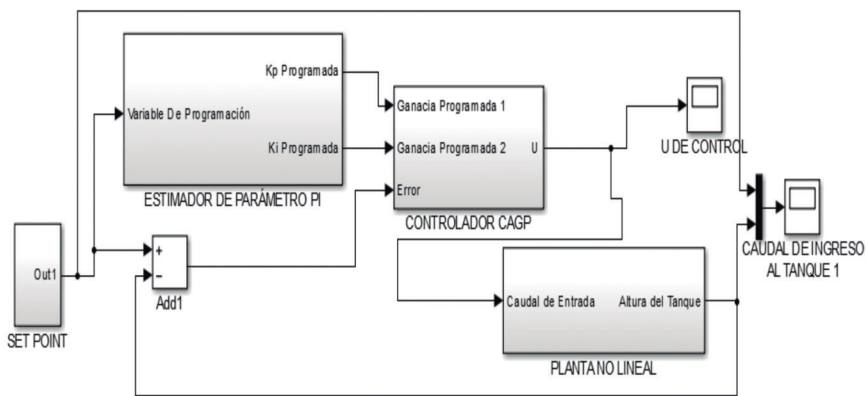 Kp Programada
Variable De Programación
Ki Programada
ESTIMADOR DE PARÁMETRO PI
Ganacia Programada 1
Ganacia Programada 2
U
Error
CONTROLADOR CAGP
U DE CONTROL
CAUDAL DE INGRESO
AL TANQUE 1
Out1
SET POINT
+
−
Add1
Caudal de Entrada
Altura del Tanque
PLANTA NO LINEAL